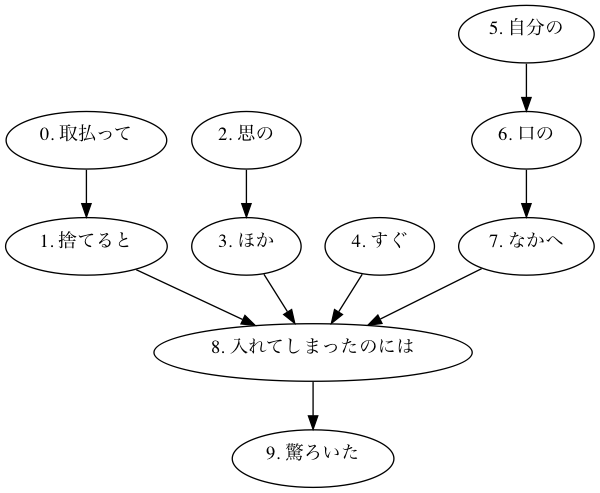 0. 取払って
1. 捨てると
2. 思の
3. ほか
4. すぐ
5. 自分の
6. 口の
7. なかへ
8. 入れてしまったのには
9. 驚ろいた